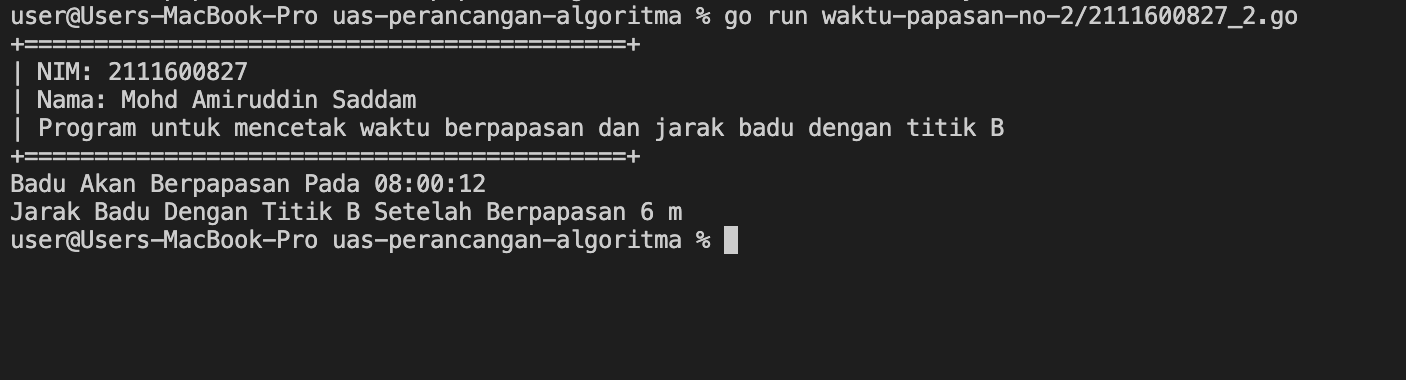 user@Users-MacBook-Pro uas-perancangan-algoritma % go run waktu-papasan-no-2/2111600827_2.go
+===========================================+
| NIM: 2111600827
| Nama: Mohd Amiruddin Saddam
| Program untuk mencetak waktu berpapasan dan jarak badu dengan titik B
+===========================================+
Badu Akan Berpapasan Pada 08:00:12
Jarak Badu Dengan Titik B Setelah Berpapasan 6 m
user@Users-MacBook-Pro uas-perancangan-algoritma %